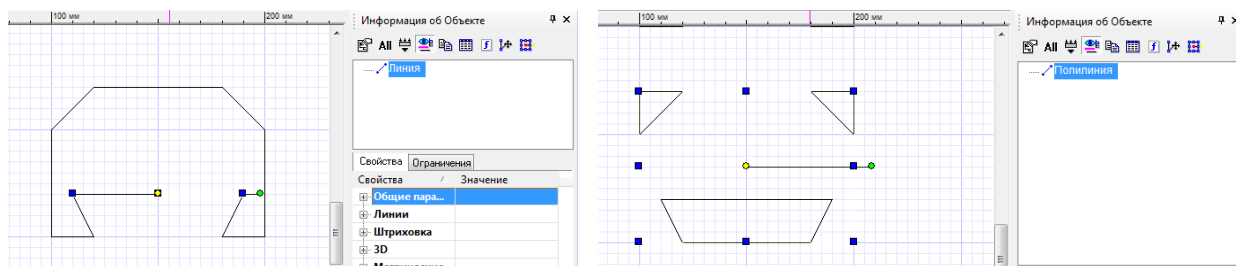 100 мм
200 мм
Информация об Объекте
All
Линия
Свойства Ограничения
Свойства / Значение
Общие пара...
Линии
Штриховка
3D
100 мм
200 мм
Информация об Объекте
All
Полилиния